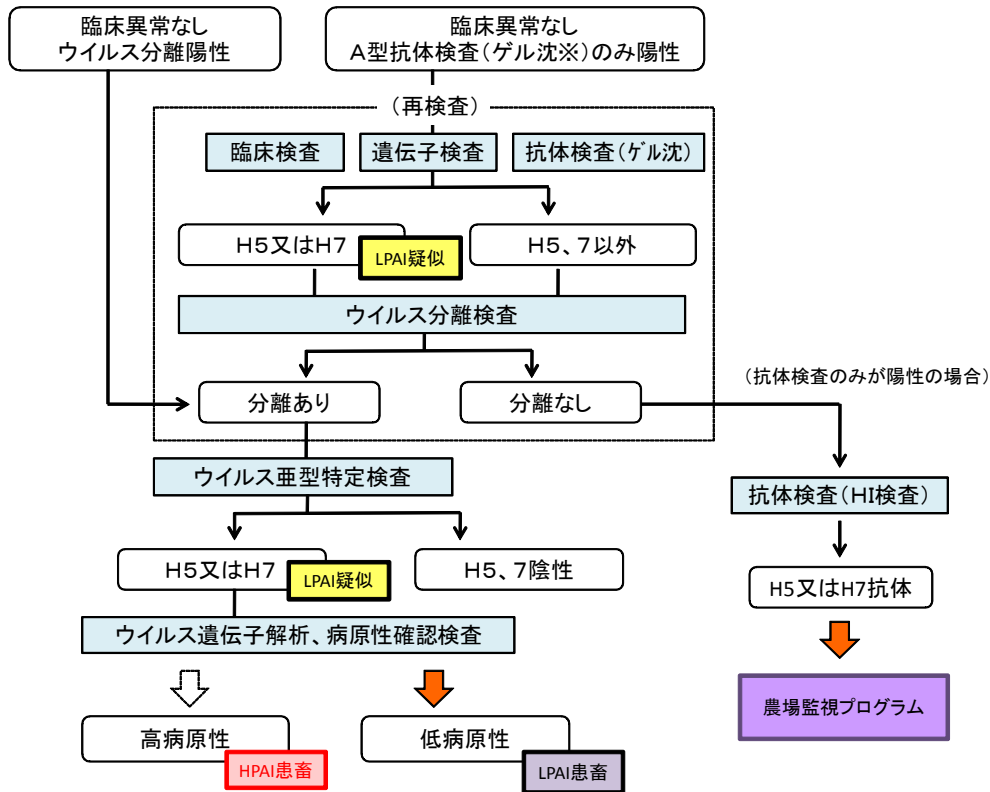 臨床異常なし
ウイルス分離陽性
臨床異常なし
A型抗体検査(ゲル沈※)のみ陽性
(再検査)
臨床検査
遺伝子検査
抗体検査(ゲル沈)
H5又はH7
LPAI疑似
H5、7以外
ウイルス分離検査
分離あり
分離なし
(抗体検査のみが陽性の場合)
ウイルス亜型特定検査
抗体検査(HI検査)
H5又はH7
LPAI疑似
H5、7陰性
H5又はH7抗体
ウイルス遺伝子解析、病原性確認検査
農場監視プログラム
高病原性
HPAI患畜
低病原性
LPAI患畜